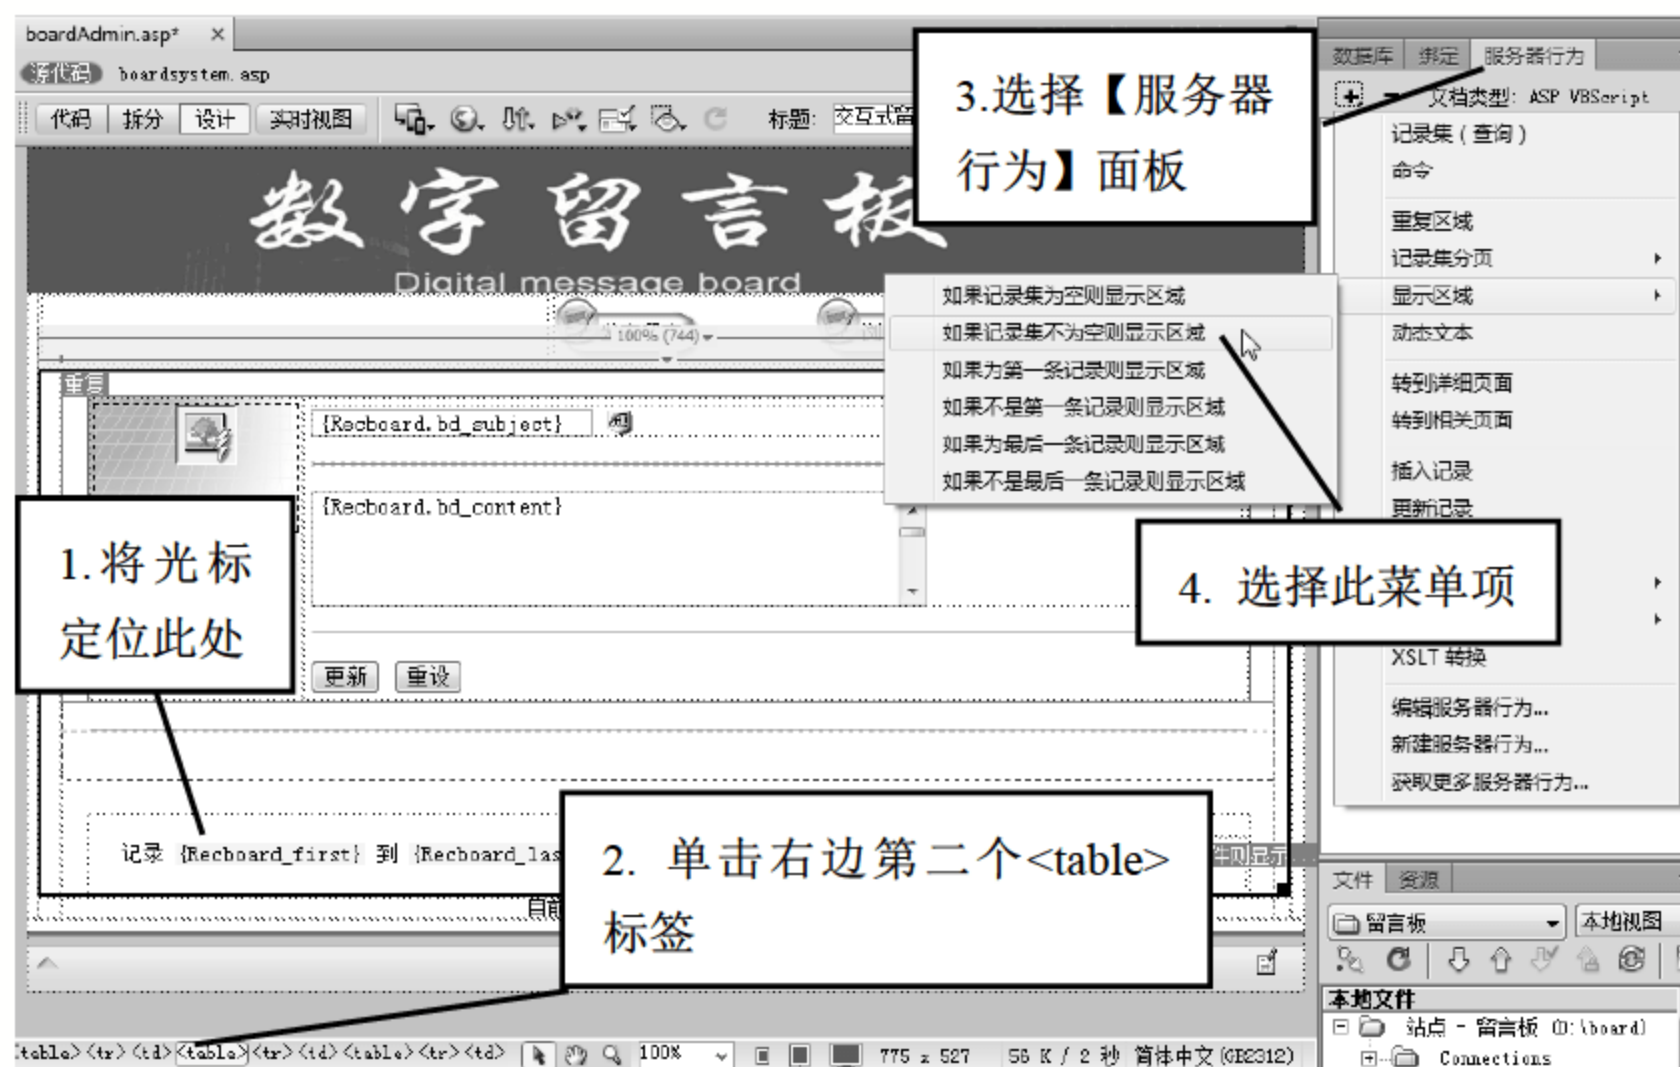 boardAdmin.asp* ×
源代码 boardsystem.asp
代码 拆分 设计 实时视图 标题: 交互式留
数字留言板
Digital message board
100% (744)
重复
{Recboard.bd_subject}
{Recboard.bd_content}
更新 重设
记录 {Recboard_first} 到 {Recboard_las
件则显示
目前
1.将光标
定位此处
2. 单击右边第二个<table>
标签
3.选择【服务器
行为】面板
4. 选择此菜单项
如果记录集为空则显示区域
如果记录集不为空则显示区域
如果为第一条记录则显示区域
如果不是第一条记录则显示区域
如果为最后一条记录则显示区域
如果不是最后一条记录则显示区域
数据库 绑定 服务器行为
文档类型: ASP VBScript
记录集（查询）
命令
重复区域
记录集分页
显示区域
动态文本
转到详细页面
转到相关页面
插入记录
更新记录
XSLT 转换
编辑服务器行为...
新建服务器行为...
获取更多服务器行为...
文件 资源
留言板 本地视图
本地文件
站点 - 留言板 (D:\board)
Connections
<table><tr><td><table><tr><td><table><tr><td> 100% 775 x 527 56 K / 2 秒 简体中文(GB2312)